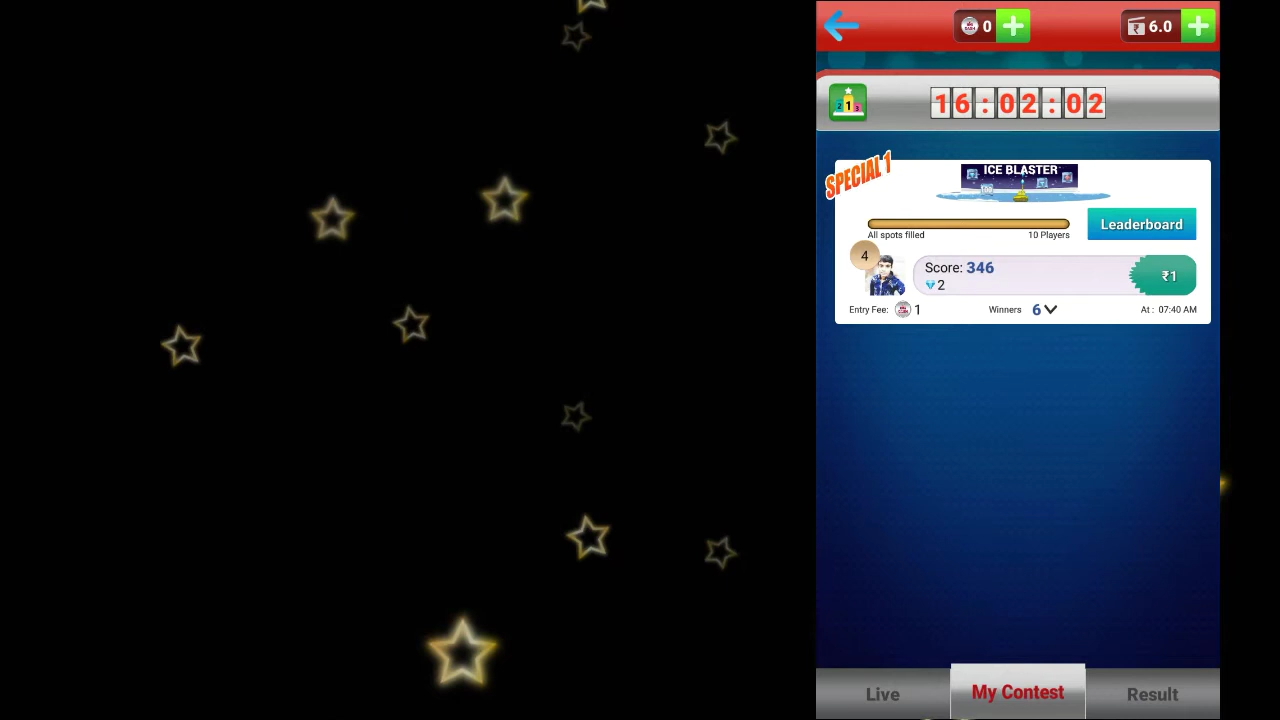 0
6.0
16:02:02
SPECIAL 1
ICE BLASTER
All spots filled
10 Players
Leaderboard
4
Score: 346
2
₹1
Entry Fee: 1
Winners 6
At : 07:40 AM
Live
My Contest
Result